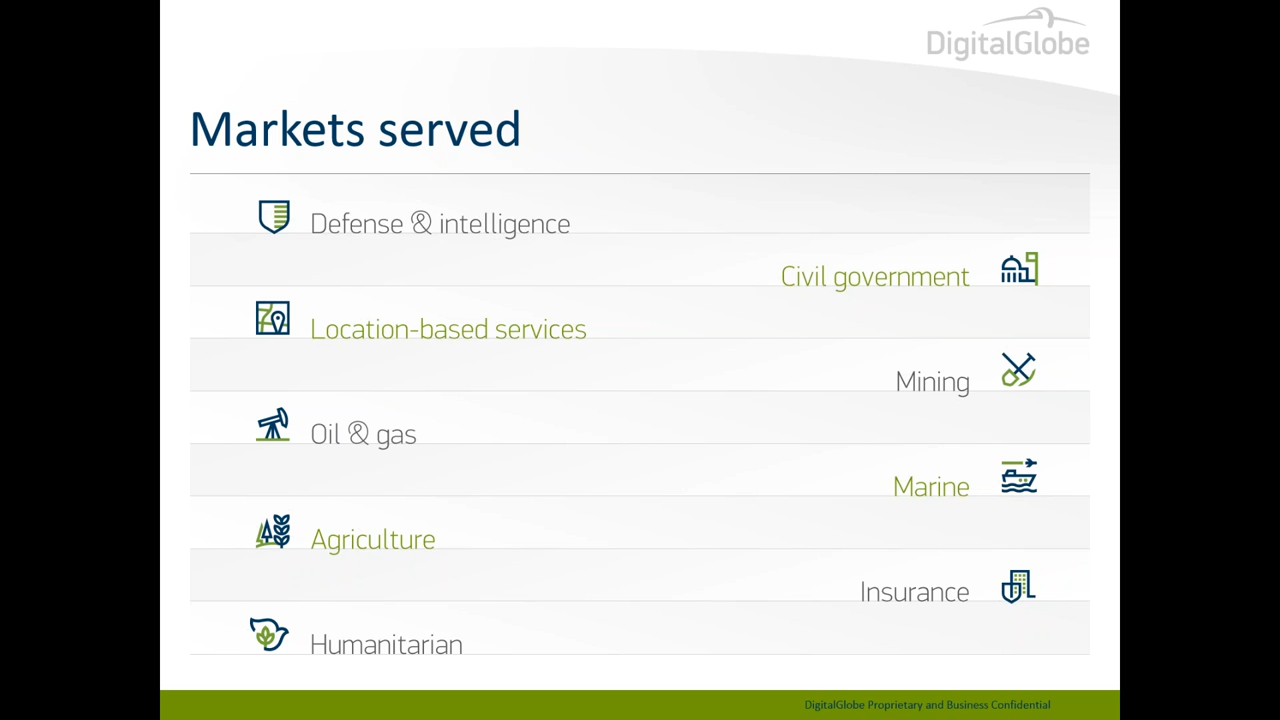 DigitalGlobe
Markets served
Defense & intelligence
Civil government
Location-based services
Mining
Oil & gas
Marine
Agriculture
Insurance
Humanitarian
DigitalGlobe Proprietary and Business Confidential